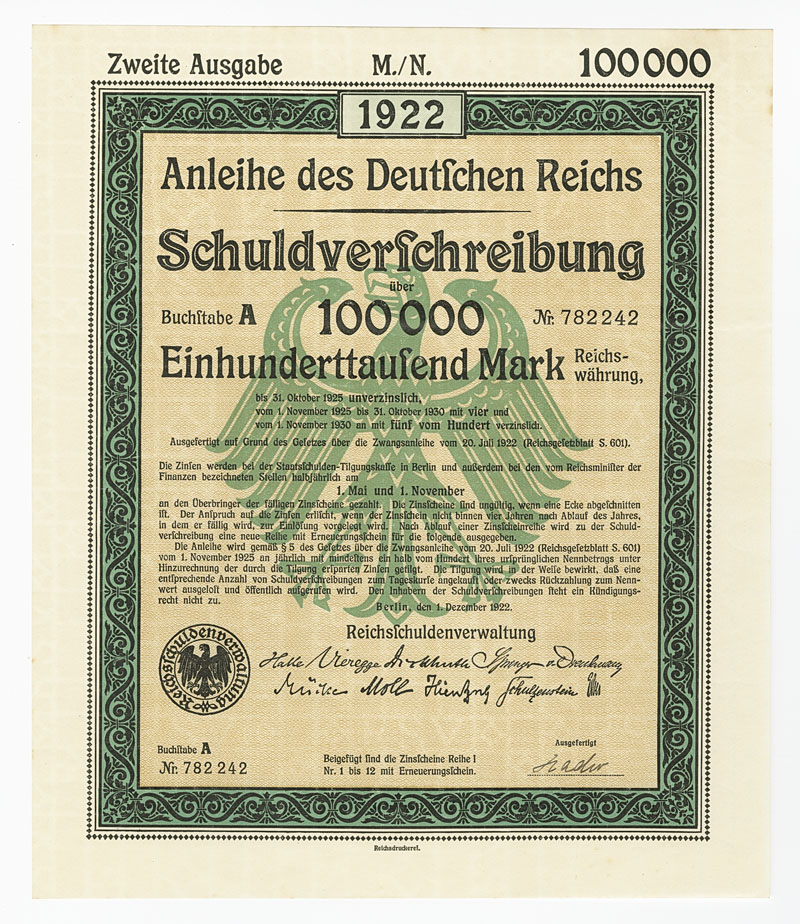 Zweite Ausgabe M./N. 100000
1922
Anleihe des Deutſchen Reichs
Schuldverſchreibung
über
Buchſtabe A 100000 Nr. 782242
Einhunderttauſend Mark Reichs-
währung,
bis 31. Oktober 1925 unverzinslich,
vom 1. November 1925 bis 31. Oktober 1930 mit vier und
vom 1. November 1930 an mit fünf vom Hundert verzinslich.
Ausgefertigt auf Grund des Geſetzes über die Zwangsanleihe vom 20. Juli 1922 (Reichsgeſetzblatt S. 601).
Die Zinſen werden bei der Staatsſchulden-Tilgungskaſſe in Berlin und außerdem bei den vom Reichsminiſter der
Finanzen bezeichneten Stellen halbjährlich am
1. Mai und 1. November
an den Überbringer der fälligen Zinsſcheine gezahlt. Die Zinsſcheine ſind ungültig, wenn eine Ecke abgeſchnitten
iſt. Der Anſpruch auf die Zinſen erliſcht, wenn der Zinsſchein nicht binnen vier Jahren nach Ablauf des Jahres,
in dem er fällig wird, zur Einlöſung vorgelegt wird. Nach Ablauf einer Zinsſcheinreihe wird zu der Schuld-
verſchreibung eine neue Reihe mit Erneuerungsſchein für die folgende ausgegeben.
Die Anleihe wird gemäß § 5 des Geſetzes über die Zwangsanleihe vom 20. Juli 1922 (Reichsgeſetzblatt S. 601)
vom 1. November 1925 an jährlich mit mindeſtens ein halb vom Hundert ihres urſprünglichen Nennbetrags unter
Hinzurechnung der durch die Tilgung erſparten Zinſen getilgt. Die Tilgung wird in der Weiſe bewirkt, daß eine
entſprechende Anzahl von Schuldverſchreibungen zum Tageskurſe angekauft oder zwecks Rückzahlung zum Nenn-
wert ausgeloſt und öffentlich aufgerufen wird. Den Inhabern der Schuldverſchreibungen ſteht ein Kündigungs-
recht nicht zu.
Berlin, den 1. Dezember 1922.
Reichsſchuldenverwaltung
Reichsſchuldenverwaltung
Halle Vieregge Springer
Mücke Moll Schulzenstein
Buchſtabe A
Nr. 782242
Beigefügt ſind die Zinsſcheine Reihe I
Nr. 1 bis 12 mit Erneuerungsſchein.
Ausgefertigt
Reichsdruckerei.